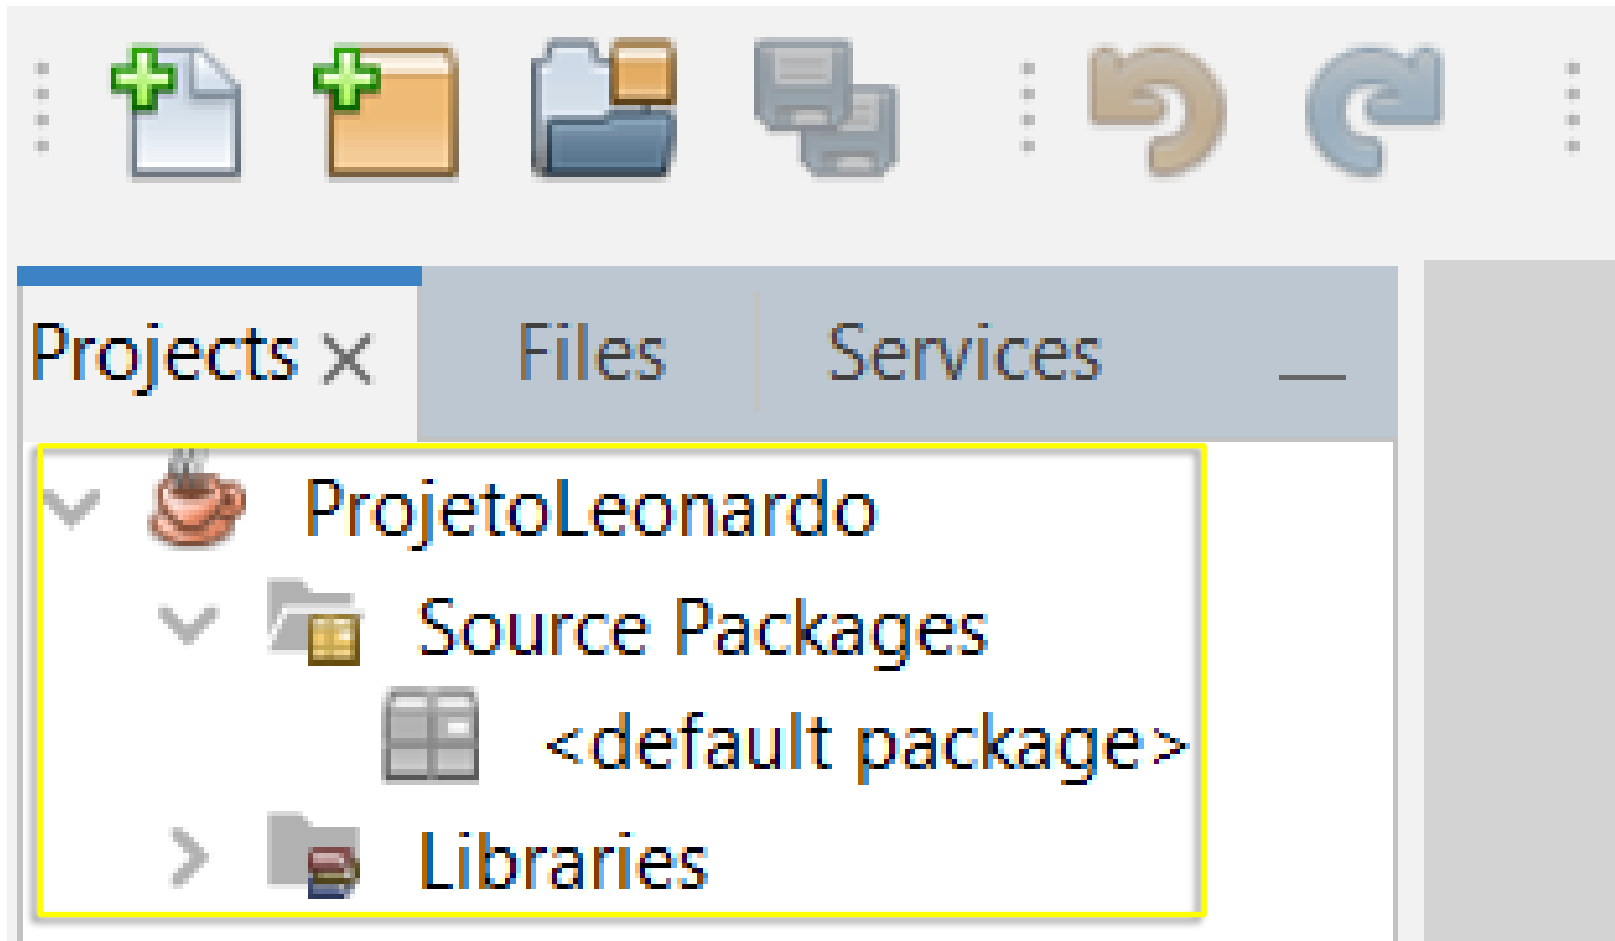 Projects Files Services
ProjetoLeonardo
Source Packages
<default package>
Libraries